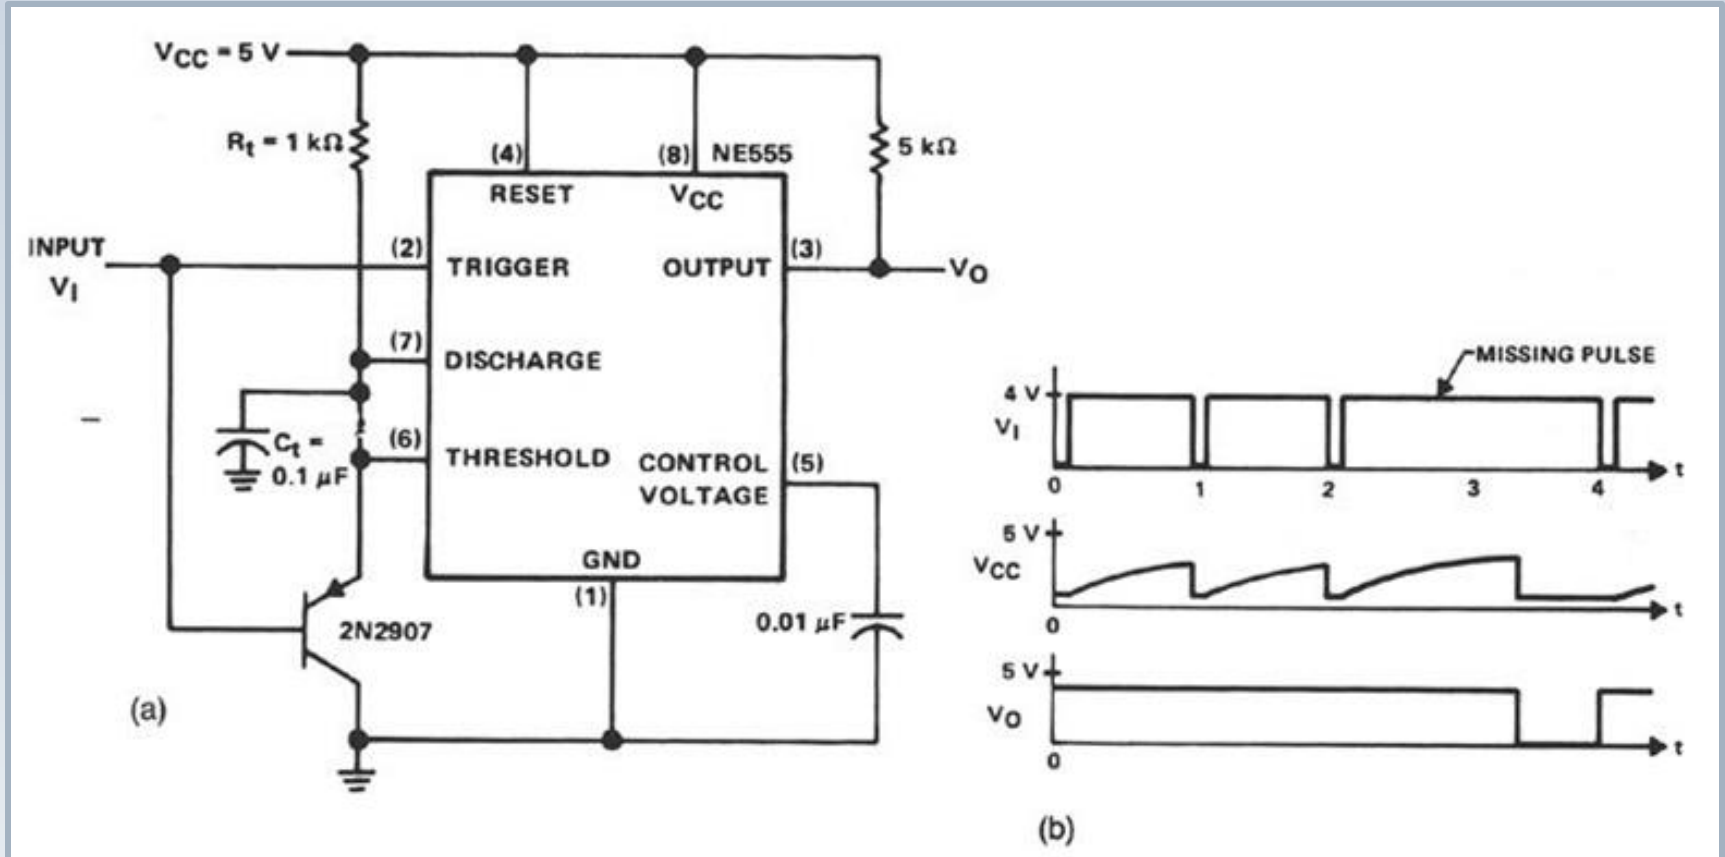 VCC = 5 V
Rt = 1 kΩ
(4)
(8)
NE555
5 kΩ
RESET
VCC
INPUT
VI
(2)
TRIGGER
OUTPUT
(3)
VO
(7)
DISCHARGE
Ct =
0.1 μF
(6)
THRESHOLD
CONTROL
VOLTAGE
(5)
GND
(1)
2N2907
0.01 μF
(a)
MISSING PULSE
4 V
VI
t
0 1 2 3 4
5 V
VCC
t
0
5 V
VO
t
0
(b)